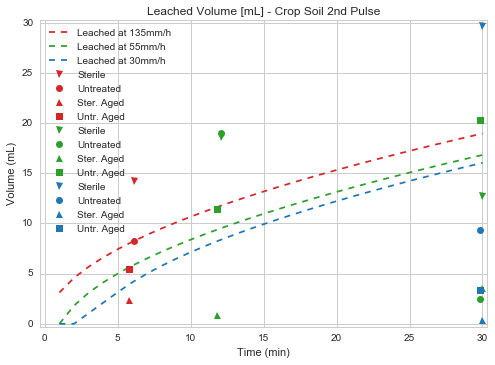 Leached Volume [mL] - Crop Soil 2nd Pulse
Volume (mL)
30
25
20
15
10
5
0
Leached at 135mm/h
Leached at 55mm/h
Leached at 30mm/h
Sterile
Untreated
Ster. Aged
Untr. Aged
Sterile
Untreated
Ster. Aged
Untr. Aged
Sterile
Untreated
Ster. Aged
Untr. Aged
0 5 10 15 20 25 30
Time (min)